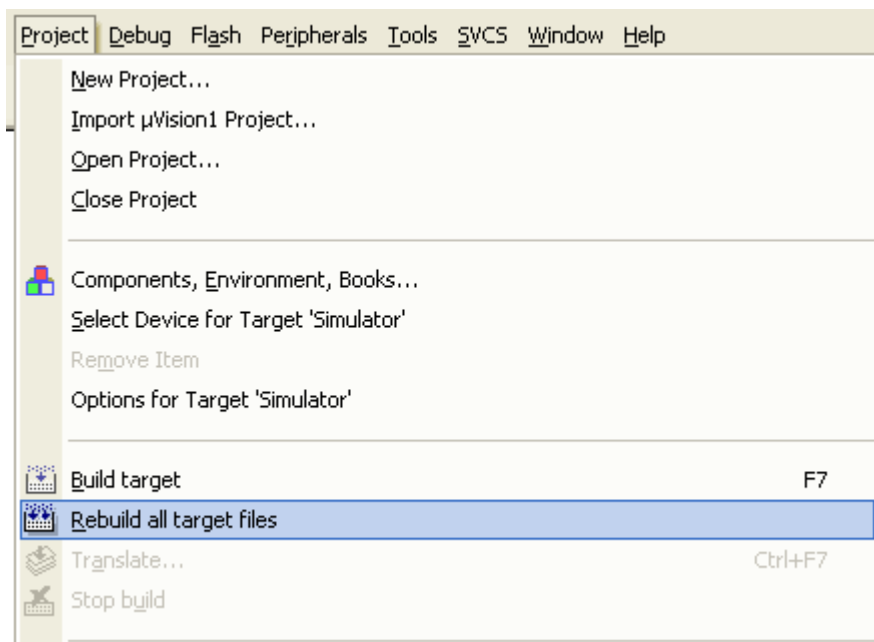 Project Debug Flash Peripherals Tools SVCS Window Help
New Project...
Import µVision1 Project...
Open Project...
Close Project
Components, Environment, Books...
Select Device for Target 'Simulator'
Remove Item
Options for Target 'Simulator'
Build target F7
Rebuild all target files
Translate... Ctrl+F7
Stop build